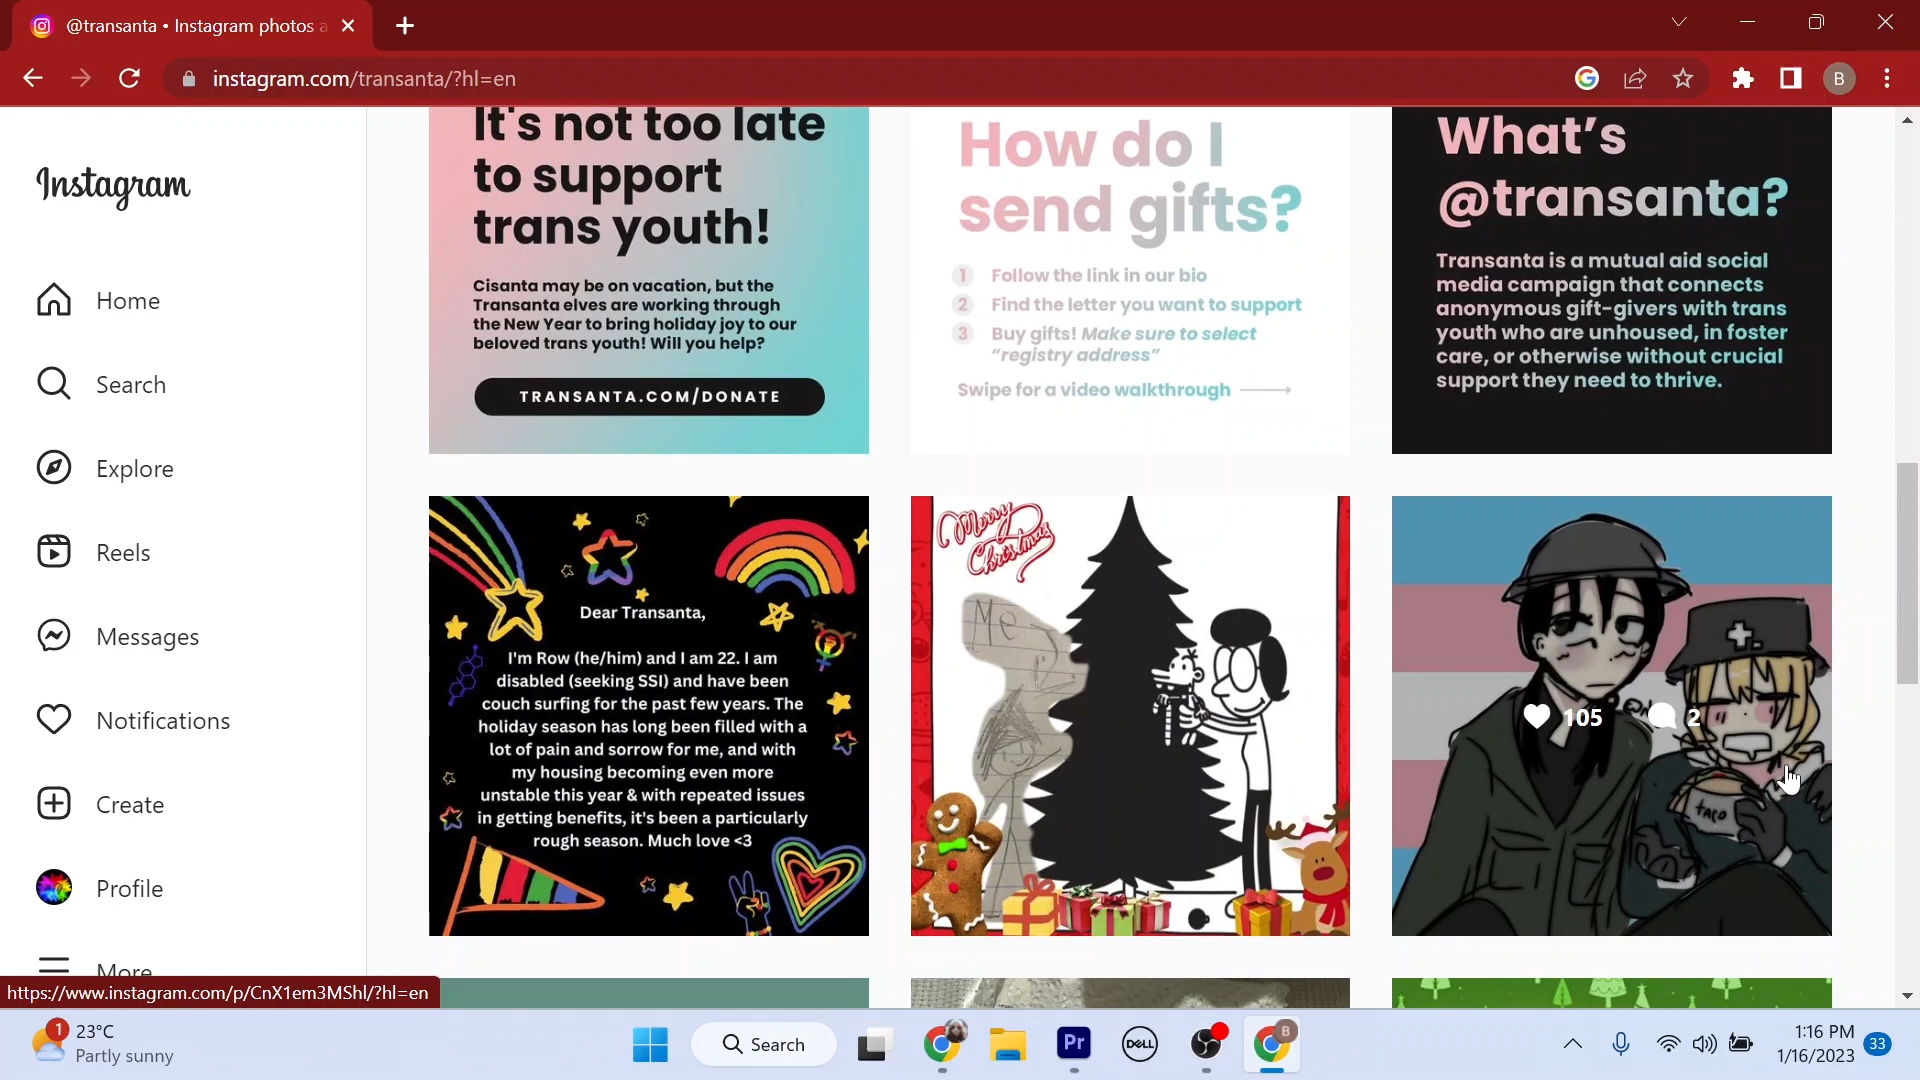 @transanta • Instagram photos a
instagram.com/transanta/?hl=en
B
Instagram
Home
Search
Explore
Reels
Messages
Notifications
Create
Profile
More
It's not too late
to support
trans youth!
Cisanta may be on vacation, but the
Transanta elves are working through
the New Year to bring holiday joy to our
beloved trans youth! Will you help?
TRANSANTA.COM/DONATE
How do I
send gifts?
1 Follow the link in our bio
2 Find the letter you want to support
3 Buy gifts! Make sure to select
"registry address"
Swipe for a video walkthrough
What's
@transanta?
Transanta is a mutual aid social
media campaign that connects
anonymous gift-givers with trans
youth who are unhoused, in foster
care, or otherwise without crucial
support they need to thrive.
Dear Transanta,
I'm Row (he/him) and I am 22. I am
disabled (seeking SSI) and have been
couch surfing for the past few years. The
holiday season has long been filled with a
lot of pain and sorrow for me, and with
my housing becoming even more
unstable this year & with repeated issues
in getting benefits, it's been a particularly
rough season. Much love <3
Merry
Christmas
Me
105 2
taco
https://www.instagram.com/p/CnX1em3MShl/?hl=en
1
23°C
Partly sunny
Search
Pr
DELL
B
1:16 PM
1/16/2023
33